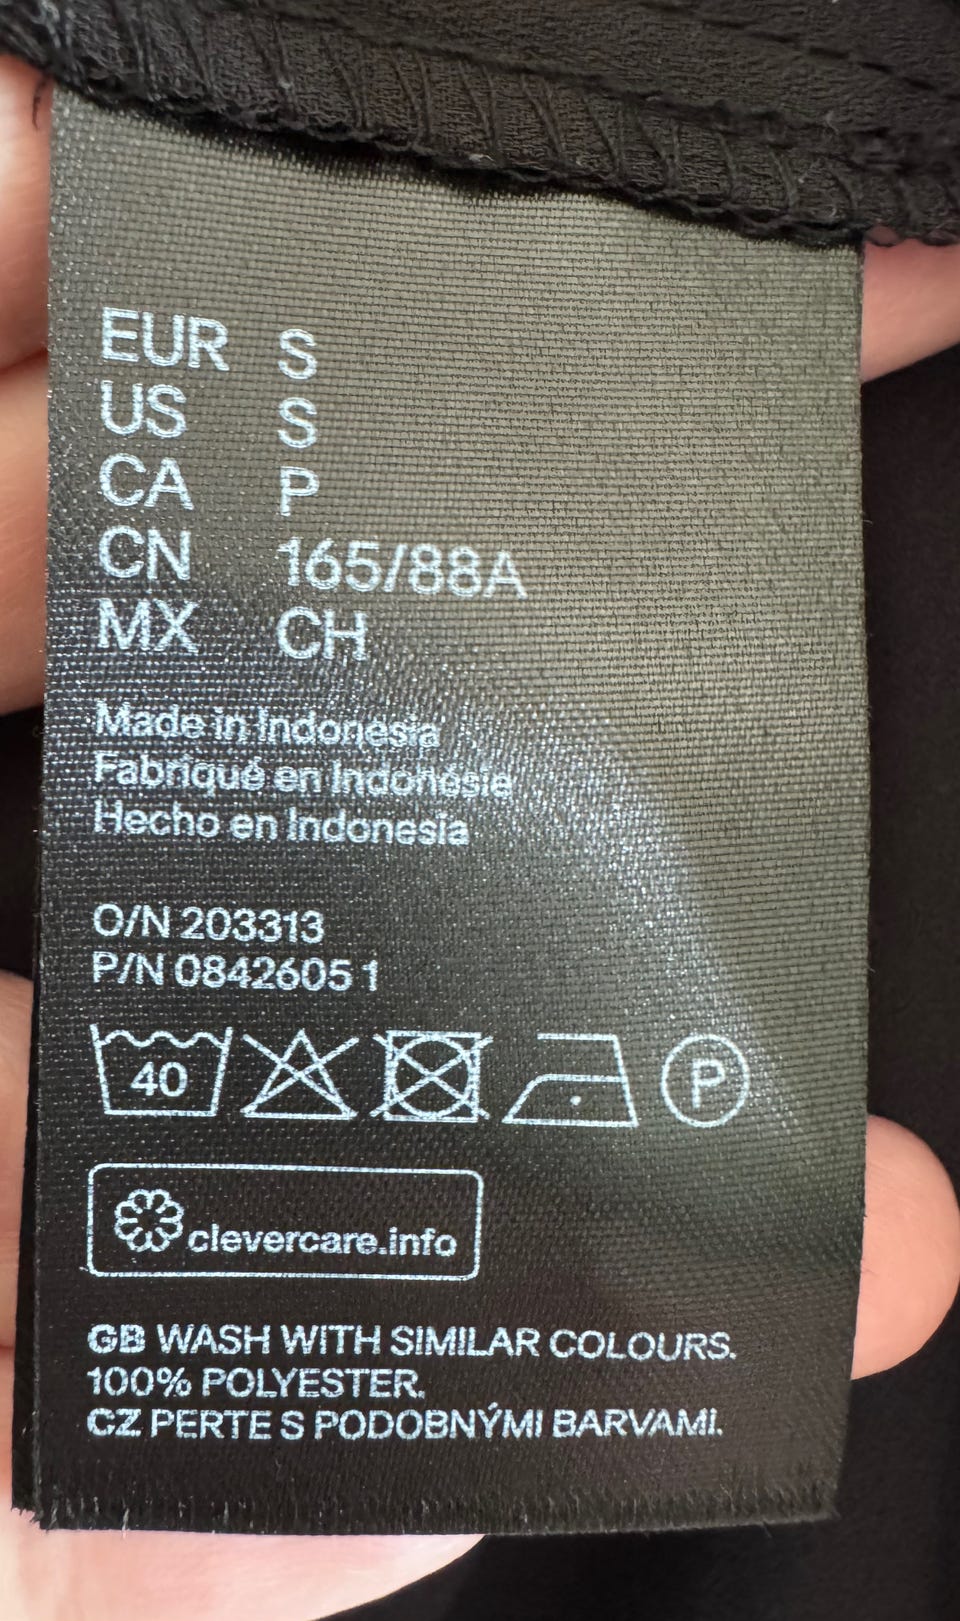 EUR S
US S
CA P
CN 165/88A
MX CH
Made in Indonesia
Fabriqué en Indonésie
Hecho en Indonesia
O/N 203313
P/N 0842605 1
40 P
clevercare.info
GB WASH WITH SIMILAR COLOURS.
100% POLYESTER.
CZ PERTE S PODOBNÝMI BARVAMI.